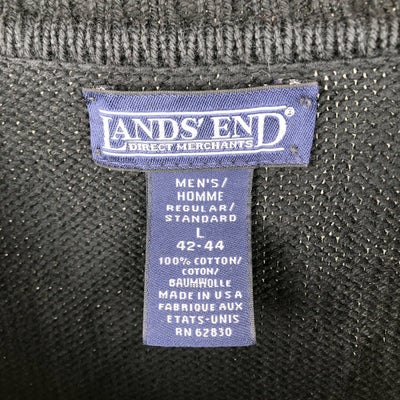 LANDS' END®
DIRECT MERCHANTS
MEN'S/
HOMME
REGULAR/
STANDARD
L
42-44
100% COTTON/
COTON/
BAUMWOLLE
MADE IN USA
FABRIQUE AUX
ETATS-UNIS
RN 62830